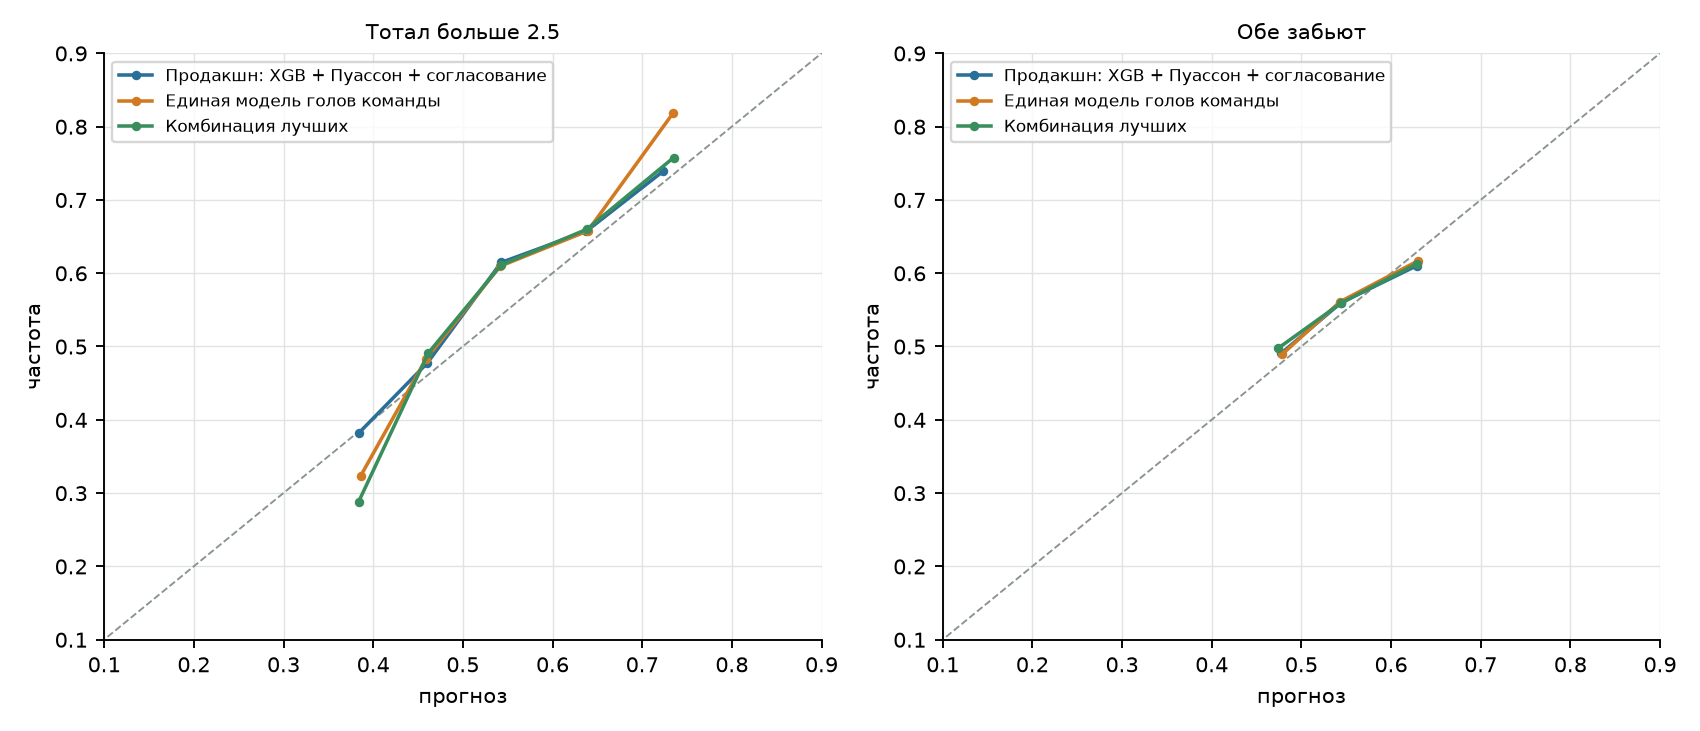 Тотал больше 2.5
0.9
0.8
0.7
0.6
0.5
0.4
0.3
0.2
0.1
частота
Продакшн: XGB + Пуассон + согласование
Единая модель голов команды
Комбинация лучших
0.1 0.2 0.3 0.4 0.5 0.6 0.7 0.8 0.9
прогноз
Обе забьют
0.9
0.8
0.7
0.6
0.5
0.4
0.3
0.2
0.1
частота
Продакшн: XGB + Пуассон + согласование
Единая модель голов команды
Комбинация лучших
0.1 0.2 0.3 0.4 0.5 0.6 0.7 0.8 0.9
прогноз